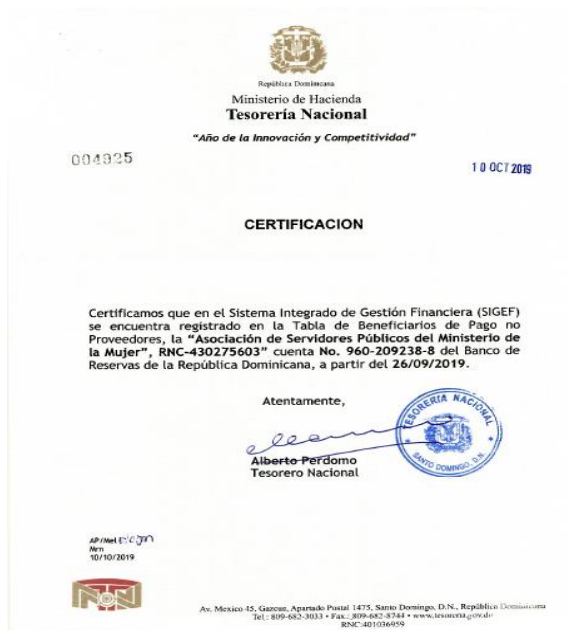 República Dominicana
Ministerio de Hacienda
Tesorería Nacional
"Año de la Innovación y Competitividad"
004925
10 OCT 2019
CERTIFICACION
Certificamos que en el Sistema Integrado de Gestión Financiera (SIGEF)
se encuentra registrado en la Tabla de Beneficiarios de Pago no
Proveedores, la "Asociación de Servidores Públicos del Ministerio de
la Mujer", RNC-430275603" cuenta No. 960-209238-8 del Banco de
Reservas de la República Dominicana, a partir del 26/09/2019.
Atentamente,
TESORERIA NACIONAL
SANTO DOMINGO, D.N.
Alberto Perdomo
Tesorero Nacional
AP/Mel
Mrn
10/10/2019
TN
Av. Mexico 45, Gazcue, Apartado Postal 1475, Santo Domingo, D.N., República Dominicana
Tel.: 809-682-3033 • Fax.: 809-682-8744 • www.tesoreria.gov.do
RNC:401036959